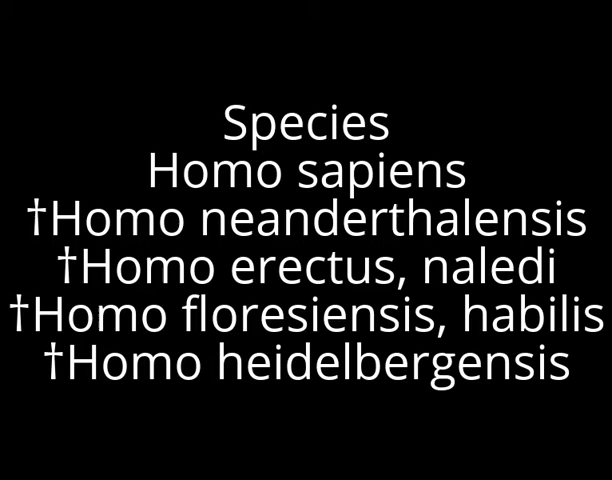 Species
Homo sapiens
†Homo neanderthalensis
†Homo erectus, naledi
†Homo floresiensis, habilis
†Homo heidelbergensis